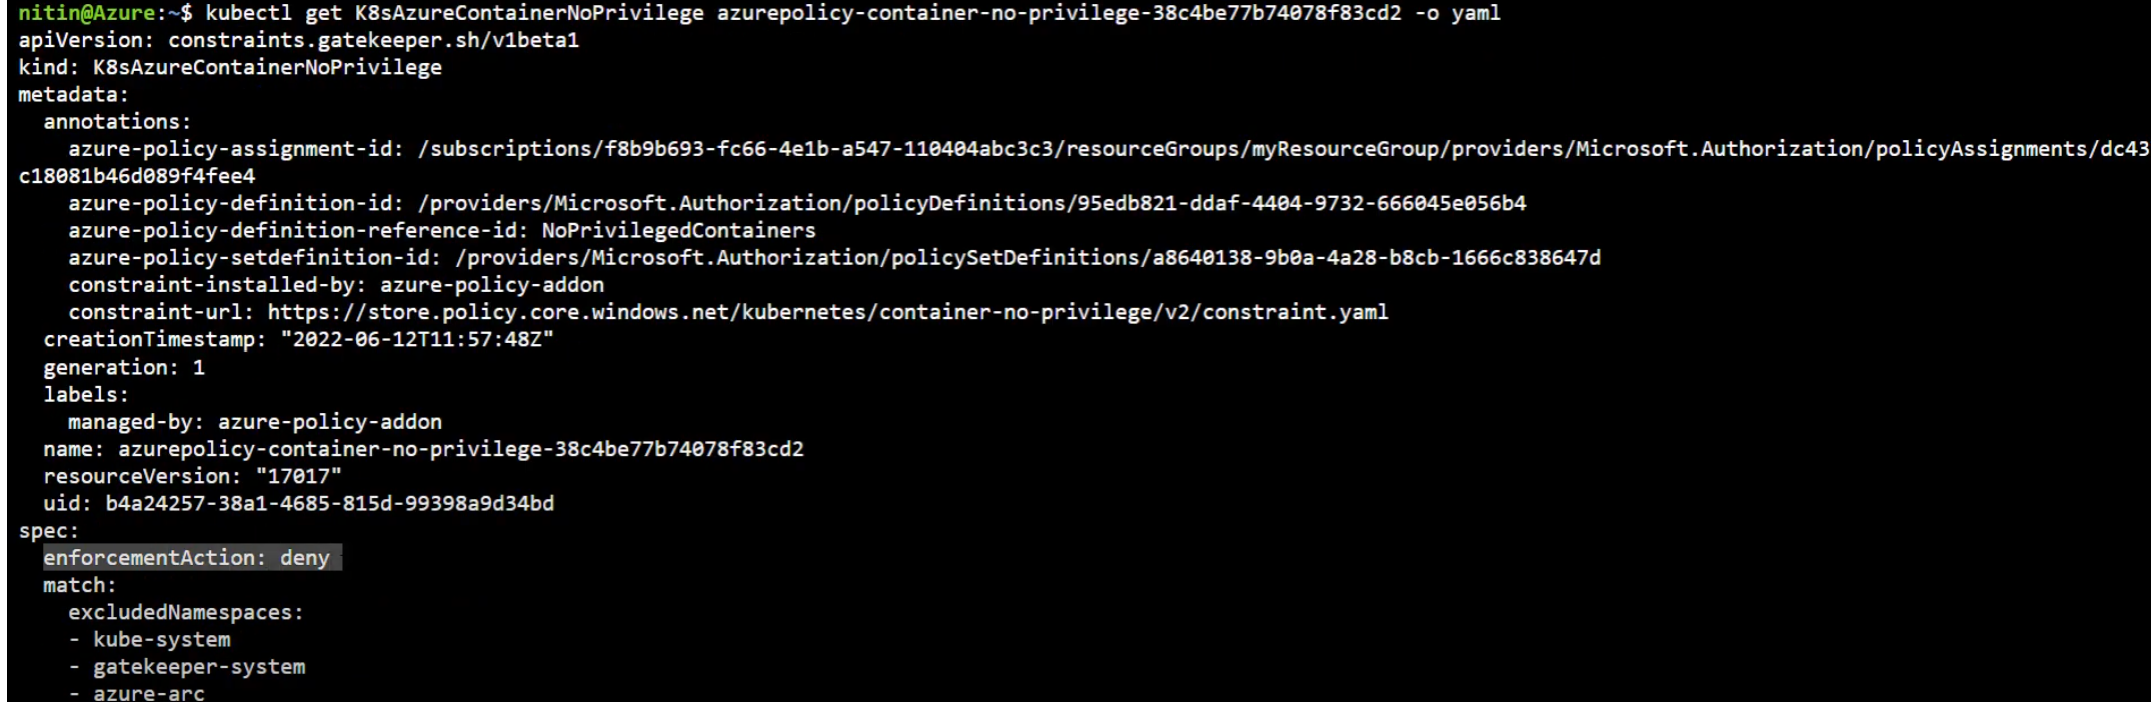 nitin@Azure:~$ kubectl get K8sAzureContainerNoPrivilege azurepolicy-container-no-privilege-38c4be77b74078f83cd2 -o yaml
apiVersion: constraints.gatekeeper.sh/v1beta1
kind: K8sAzureContainerNoPrivilege
metadata:
  annotations:
    azure-policy-assignment-id: /subscriptions/f8b9b693-fc66-4e1b-a547-110404abc3c3/resourceGroups/myResourceGroup/providers/Microsoft.Authorization/policyAssignments/dc43
c18081b46d089f4fee4
    azure-policy-definition-id: /providers/Microsoft.Authorization/policyDefinitions/95edb821-ddaf-4404-9732-666045e056b4
    azure-policy-definition-reference-id: NoPrivilegedContainers
    azure-policy-setdefinition-id: /providers/Microsoft.Authorization/policySetDefinitions/a8640138-9b0a-4a28-b8cb-1666c838647d
    constraint-installed-by: azure-policy-addon
    constraint-url: https://store.policy.core.windows.net/kubernetes/container-no-privilege/v2/constraint.yaml
  creationTimestamp: "2022-06-12T11:57:48Z"
  generation: 1
  labels:
    managed-by: azure-policy-addon
  name: azurepolicy-container-no-privilege-38c4be77b74078f83cd2
  resourceVersion: "17017"
  uid: b4a24257-38a1-4685-815d-99398a9d34bd
spec:
  enforcementAction: deny
  match:
    excludedNamespaces:
    - kube-system
    - gatekeeper-system
    - azure-arc